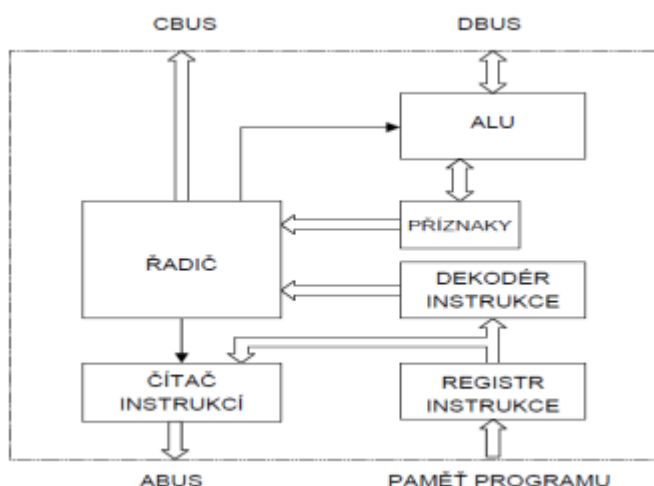 CBUS
DBUS
ALU
PŘÍZNAKY
ŘADIČ
DEKODÉR
INSTRUKCE
ČÍTAČ
INSTRUKCÍ
REGISTR
INSTRUKCE
ABUS
PAMĚŤ PROGRAMU